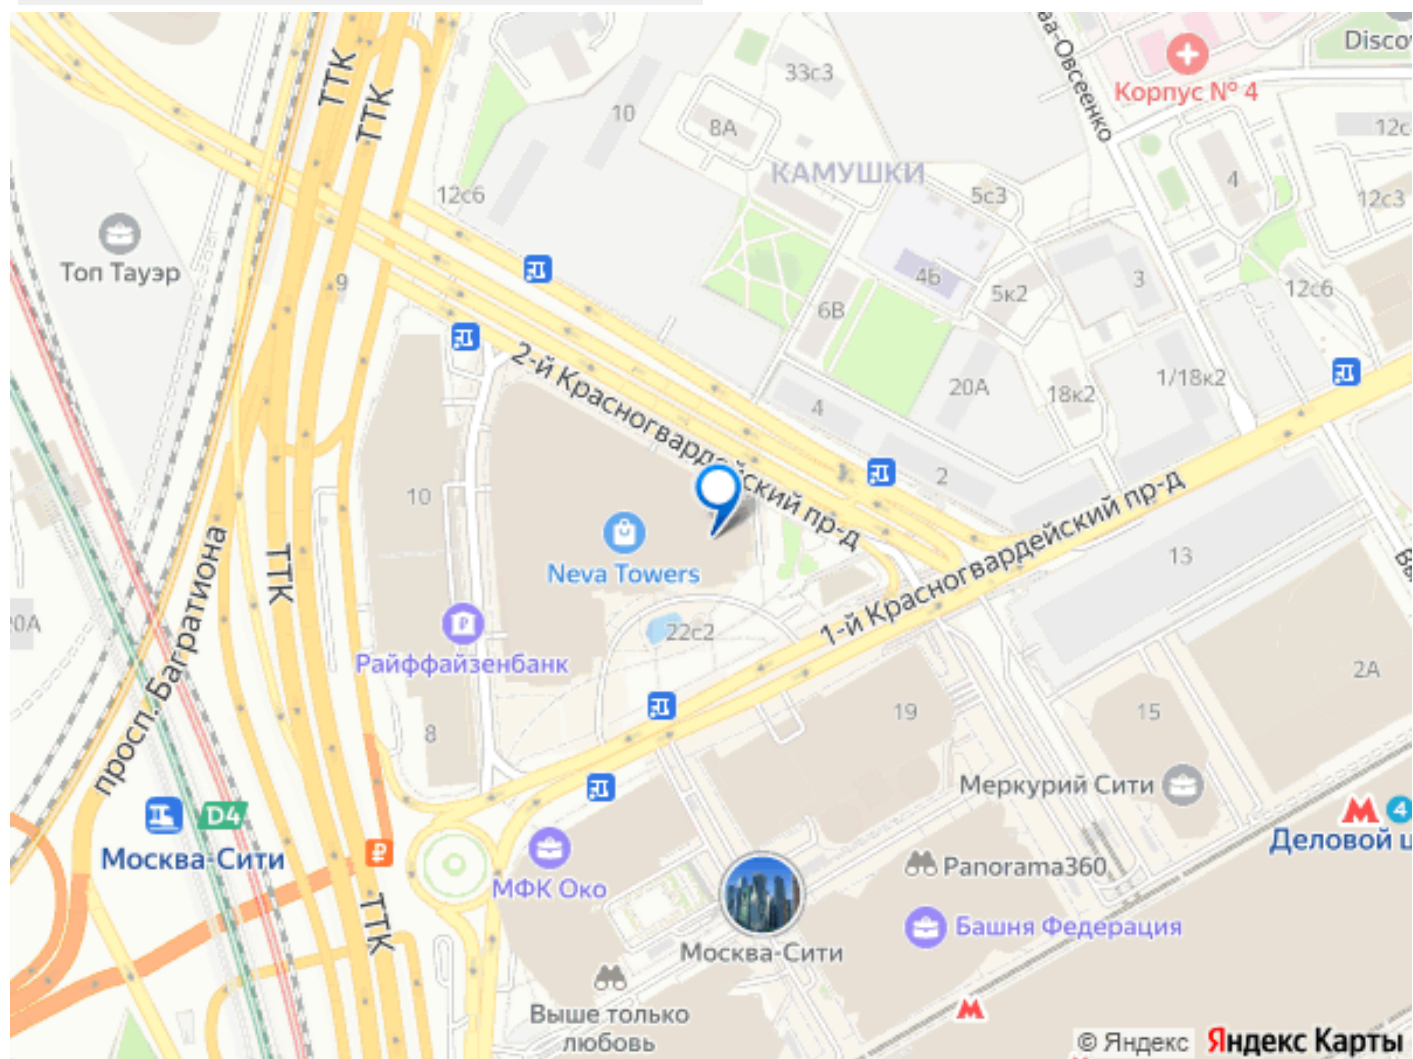 ТТК
ТТК
33с3
10
8А
КАМУШКИ
Корпус № 4
Disco
12с
4
12с3
5с3
12с6
Топ Тауэр
9
4Б
5к2
3
12с6
6В
2-й Красногвардейский пр-д
20А
18к2
1/18к2
4
2
10
Neva Towers
1-й Красногвардейский пр-д
13
ТТК
просп. Багратиона
22с2
Райффайзенбанк
2А
19
15
8
Меркурий Сити
D4
Москва-Сити
4
Деловой ц
МФК Око
Panorama360
Башня Федерация
ТТК
Москва-Сити
Выше только
любовь
© Яндекс Яндекс Карты